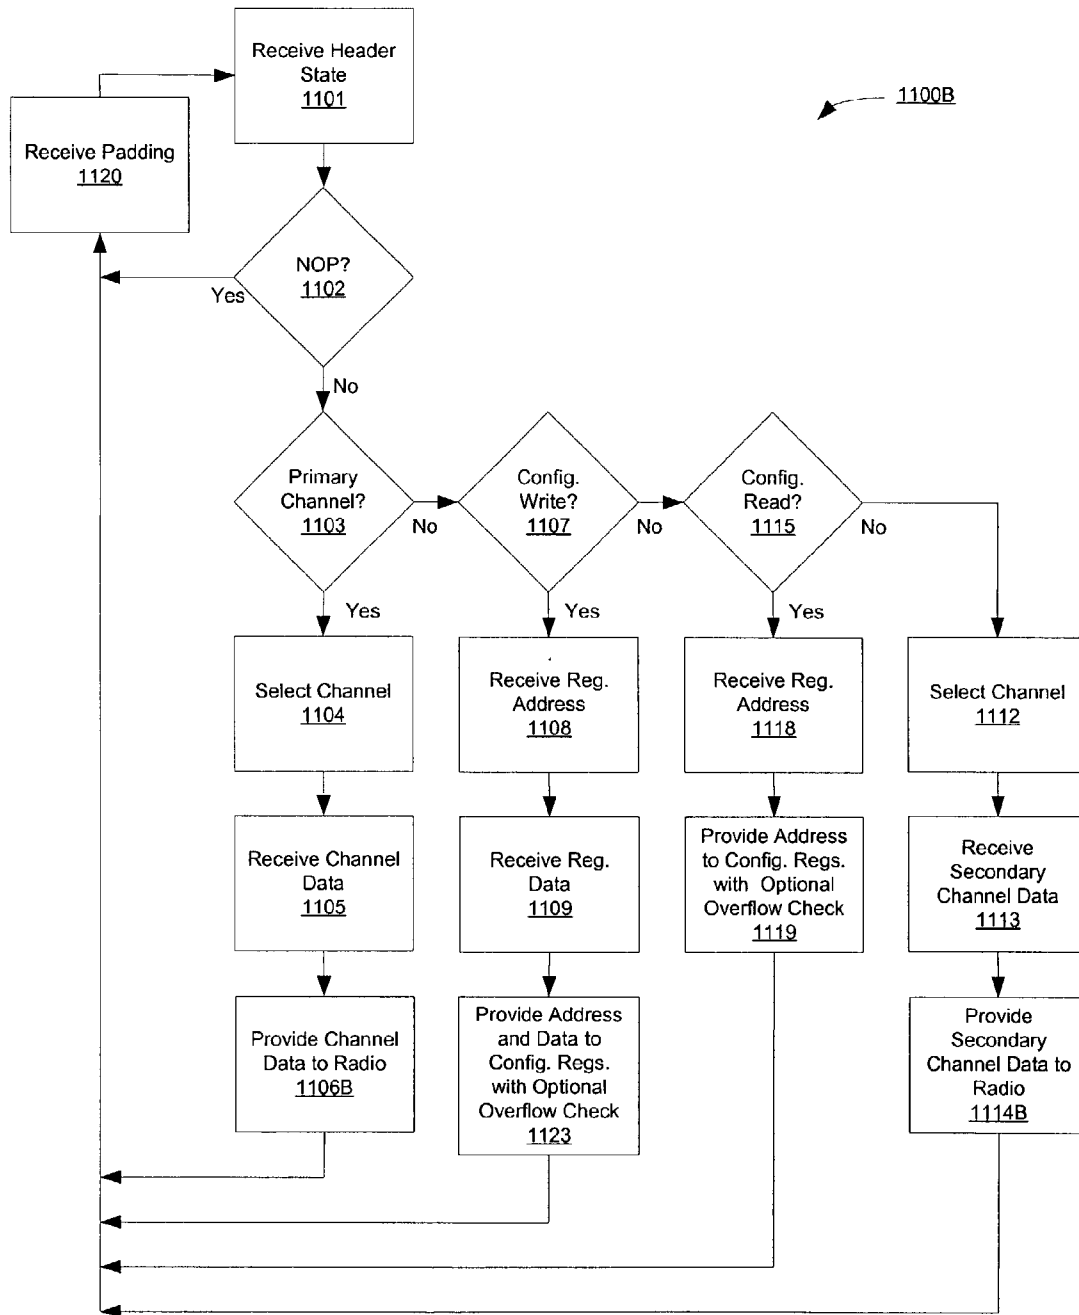 Receive Header
State
1101
1100B
Receive Padding
1120
NOP?
1102
Yes
No
Primary
Channel?
1103
No
Config.
Write?
1107
No
Config.
Read?
1115
No
Yes
Yes
Yes
Select Channel
1104
Receive Reg.
Address
1108
Receive Reg.
Address
1118
Select Channel
1112
Receive Channel
Data
1105
Receive Reg.
Data
1109
Provide Address
to Config. Regs.
with Optional
Overflow Check
1119
Receive
Secondary
Channel Data
1113
Provide Channel
Data to Radio
1106B
Provide Address
and Data to
Config. Regs.
with Optional
Overflow Check
1123
Provide
Secondary
Channel Data to
Radio
1114B